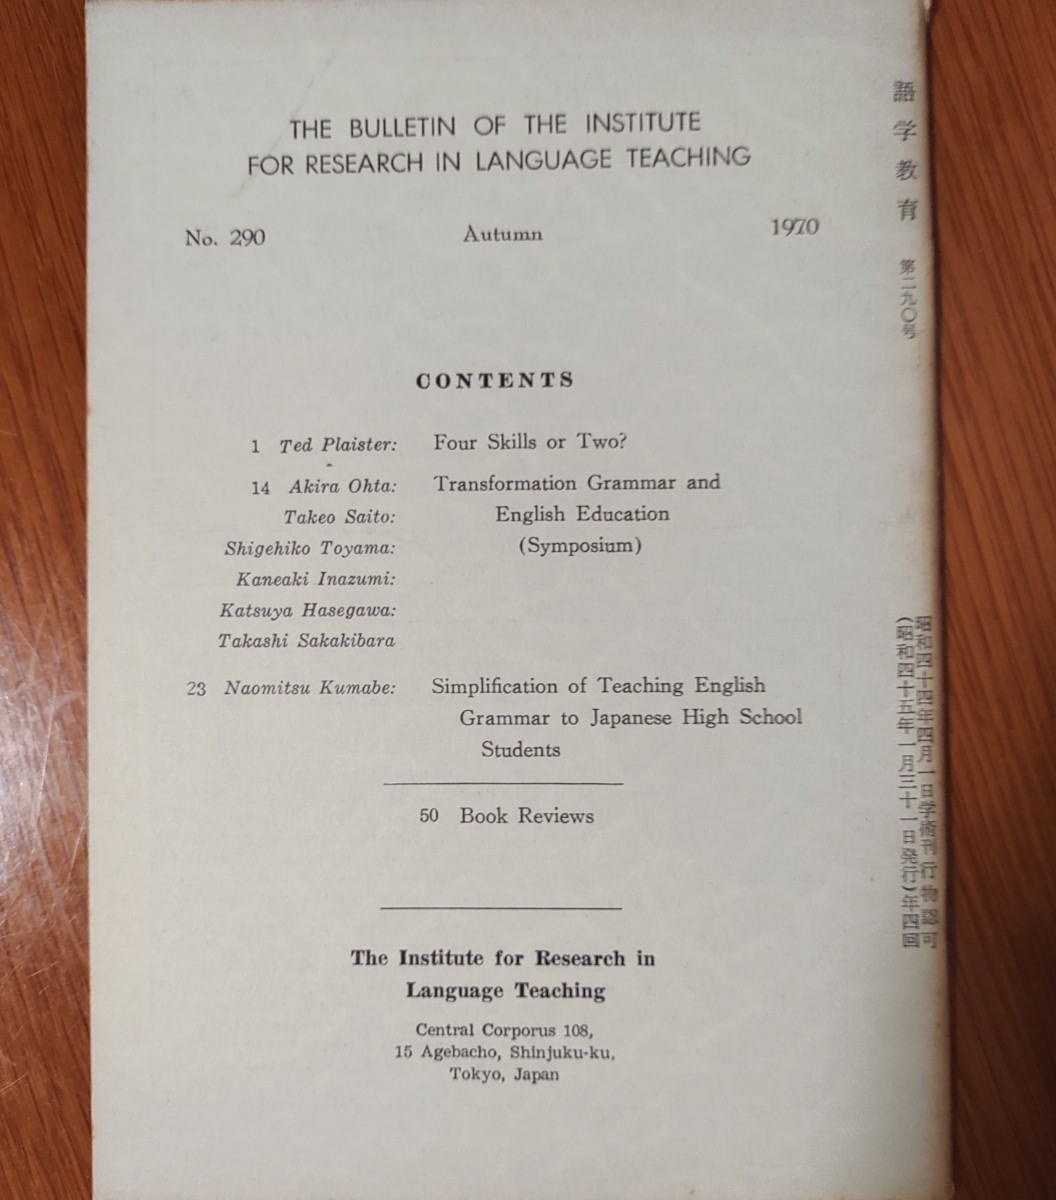 THE BULLETIN OF THE INSTITUTE
FOR RESEARCH IN LANGUAGE TEACHING
No. 290 Autumn 1970
CONTENTS
1 Ted Plaister: Four Skills or Two?
14 Akira Ohta: Transformation Grammar and
Takeo Saito: English Education
Shigehiko Toyama: (Symposium)
Kaneaki Inazumi:
Katsuya Hasegawa:
Takashi Sakakibara
23 Naomitsu Kumabe: Simplification of Teaching English
Grammar to Japanese High School
Students
50 Book Reviews
The Institute for Research in
Language Teaching
Central Corporus 108,
15 Agebacho, Shinjuku-ku,
Tokyo, Japan
語学教育 第二九〇号
昭和四十四年四月一日学術刊行物認可
(昭和四十五年一月三十一日発行)年四回